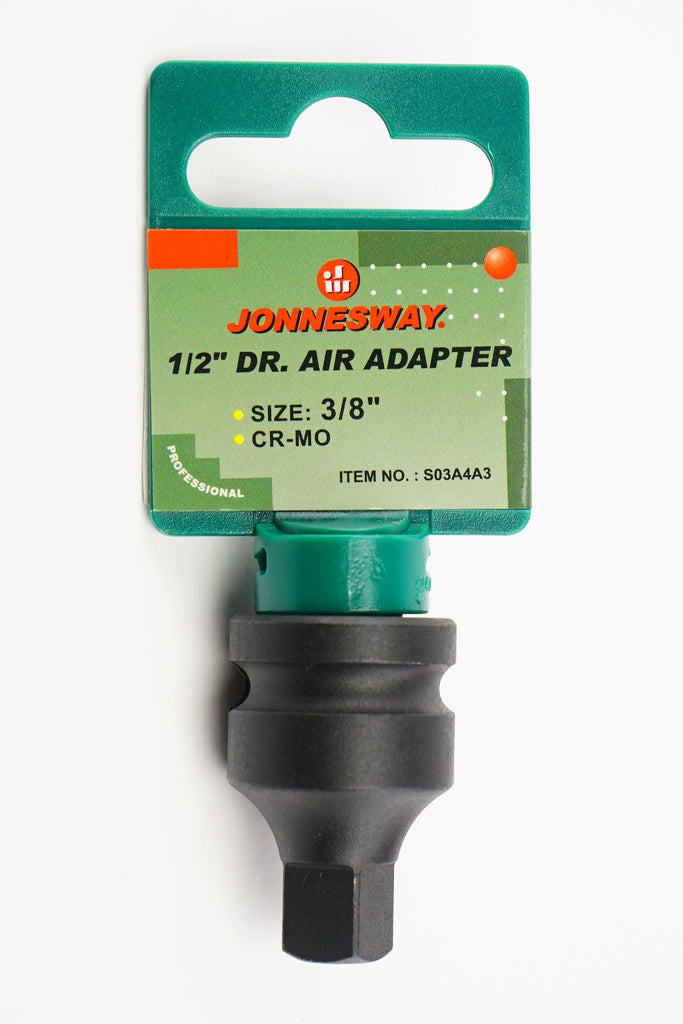 JONNESWAY.
1/2" DR. AIR ADAPTER
SIZE: 3/8"
CR-MO
ITEM NO. : S03A4A3
PROFESSIONAL